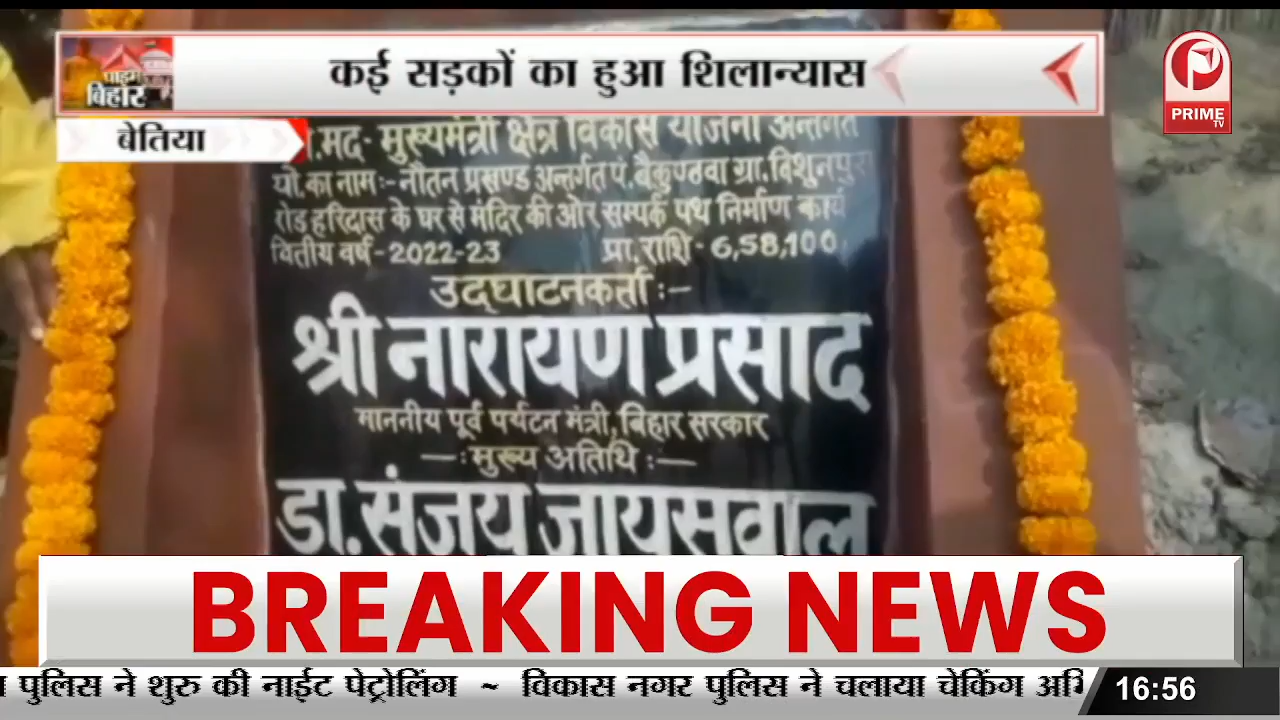 कई सड़कों का हुआ शिलान्यास
प्राइम
बिहार
बेतिया
PRIME
TV
मद- मुख्यमंत्री क्षेत्र विकास योजना अन्तर्गत
यो.का नामः- नौतन प्रखण्ड अन्तर्गत पं. बैकुण्ठवा ग्रा. विशुनपुरा
रोड हरिदास के घर से मंदिर की ओर सम्पर्क पथ निर्माण कार्य
वित्तीय वर्ष-2022-23 प्रा.राशि-6,58,100
उद्घाटनकर्ता :-
श्री नारायण प्रसाद
माननीय पूर्व पर्यटन मंत्री, बिहार सरकार
—: मुख्य अतिथि :—
डा. संजय जायसवाल
BREAKING NEWS
पुलिस ने शुरु की नाईट पेट्रोलिंग ~ विकास नगर पुलिस ने चलाया चेकिंग
16:56